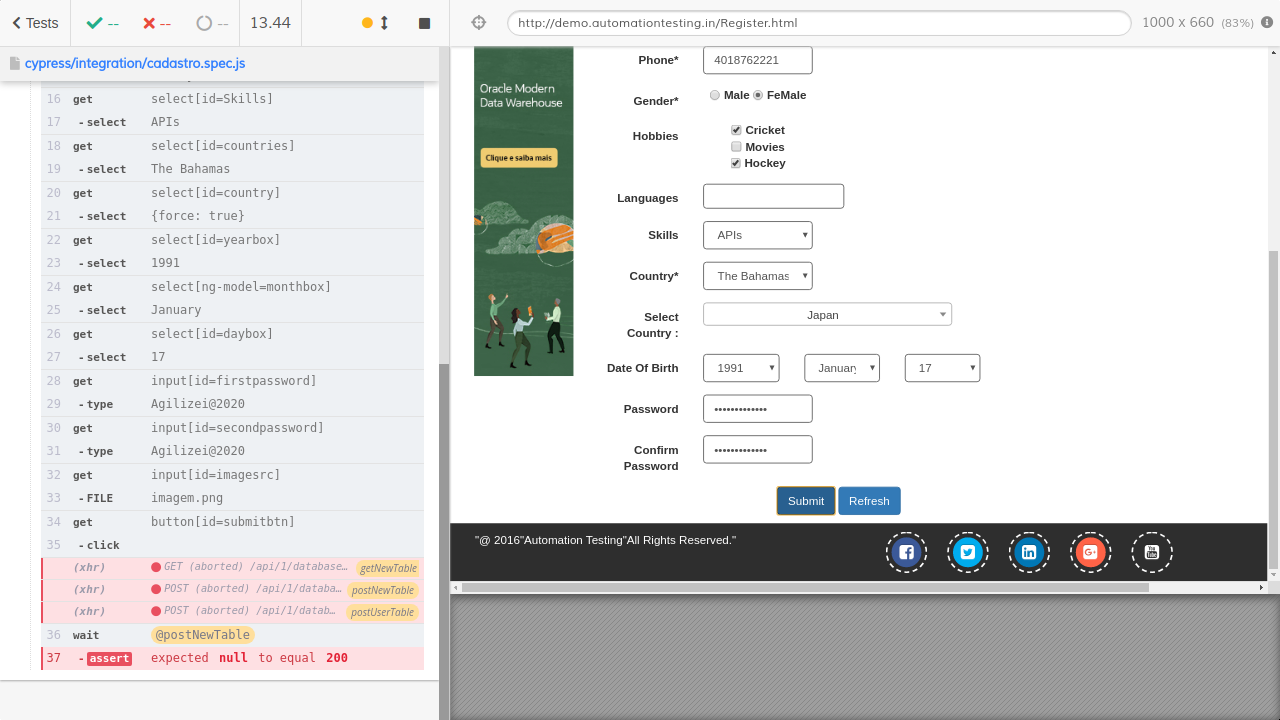 Tests
--
--
--
13.44
http://demo.automationtesting.in/Register.html
1000 x 660 (83%)
cypress/integration/cadastro.spec.js
16 get select[id=Skills]
17 - select APIs
18 get select[id=countries]
19 - select The Bahamas
20 get select[id=country]
21 - select {force: true}
22 get select[id=yearbox]
23 - select 1991
24 get select[ng-model=monthbox]
25 - select January
26 get select[id=daybox]
27 - select 17
28 get input[id=firstpassword]
29 - type Agilizei@2020
30 get input[id=secondpassword]
31 - type Agilizei@2020
32 get input[id=imagesrc]
33 - FILE imagem.png
34 get button[id=submitbtn]
35 - click
(xhr) GET (aborted) /api/1/database… getNewTable
(xhr) POST (aborted) /api/1/databa… postNewTable
(xhr) POST (aborted) /api/1/datab… postUserTable
36 wait @postNewTable
37 - assert expected null to equal 200
Oracle Modern
Data Warehouse
Clique e saiba mais
Phone* 4018762221
Gender* Male FeMale
Hobbies Cricket
Movies
Hockey
Languages
Skills APIs
Country* The Bahamas
Select
Country :
Japan
Date Of Birth 1991 January 17
Password •••••••••••••
Confirm
Password
•••••••••••••
Submit Refresh
"@ 2016"Automation Testing"All Rights Reserved."